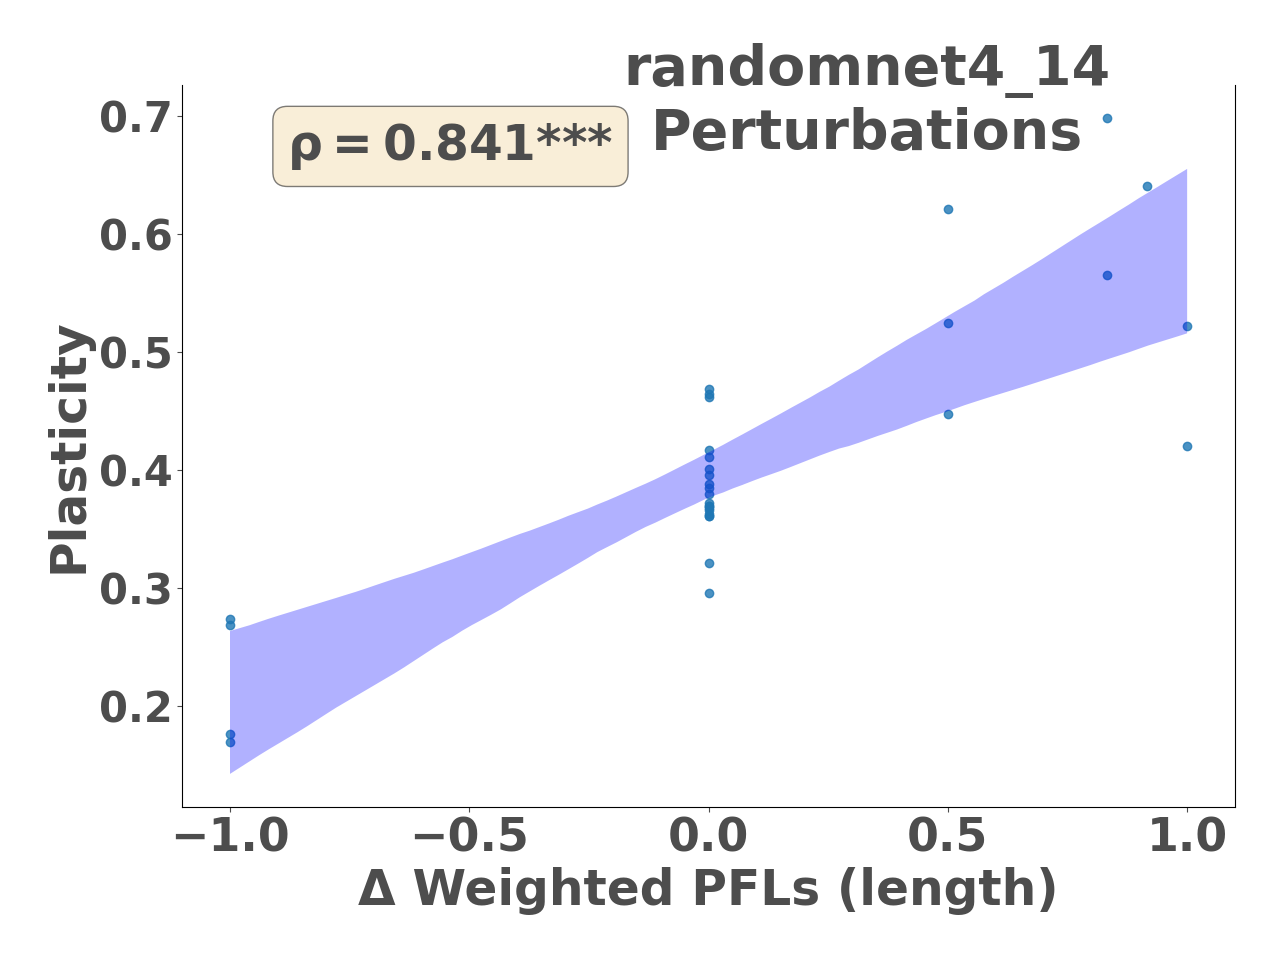 randomnet4_14
Perturbations
ρ = 0.841***
0.7
0.6
0.5
0.4
0.3
0.2
Plasticity
−1.0
−0.5
0.0
0.5
1.0
Δ Weighted PFLs (length)